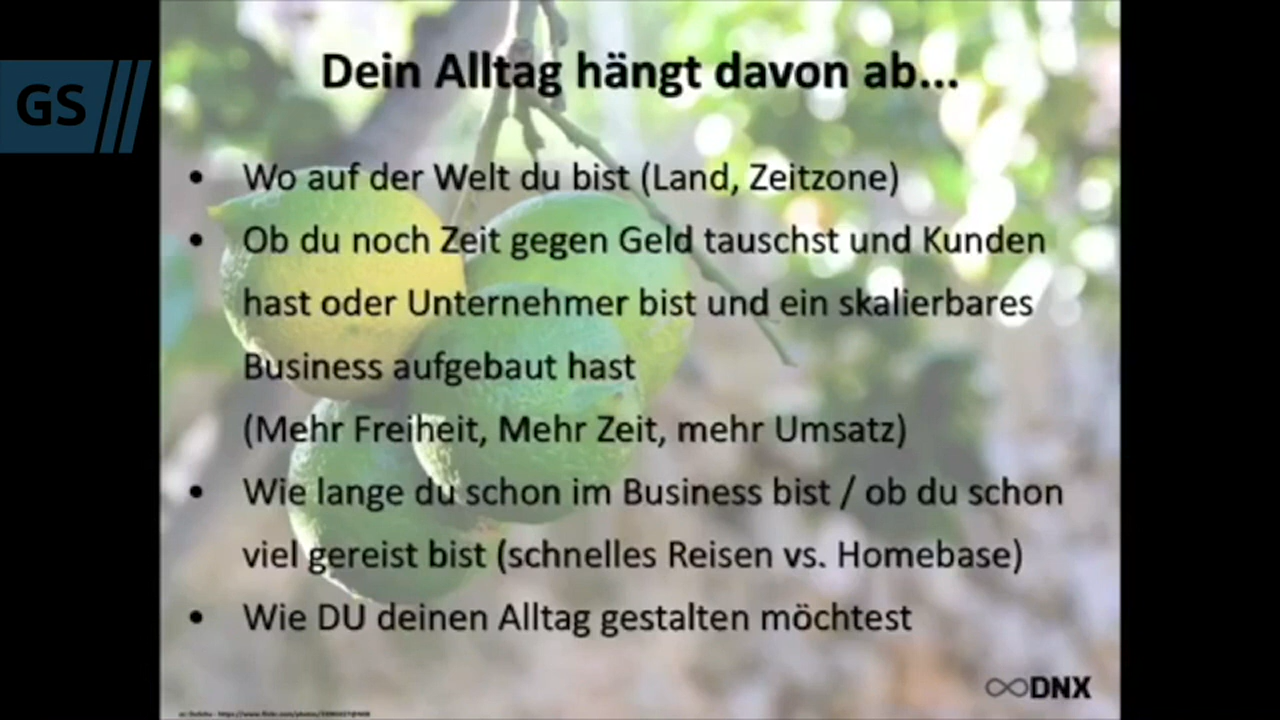 Dein Alltag hängt davon ab...
GS
• Wo auf der Welt du bist (Land, Zeitzone)
• Ob du noch Zeit gegen Geld tauschst und Kunden
hast oder Unternehmer bist und ein skalierbares
Business aufgebaut hast
(Mehr Freiheit, Mehr Zeit, mehr Umsatz)
• Wie lange du schon im Business bist / ob du schon
viel gereist bist (schnelles Reisen vs. Homebase)
• Wie DU deinen Alltag gestalten möchtest
DNX